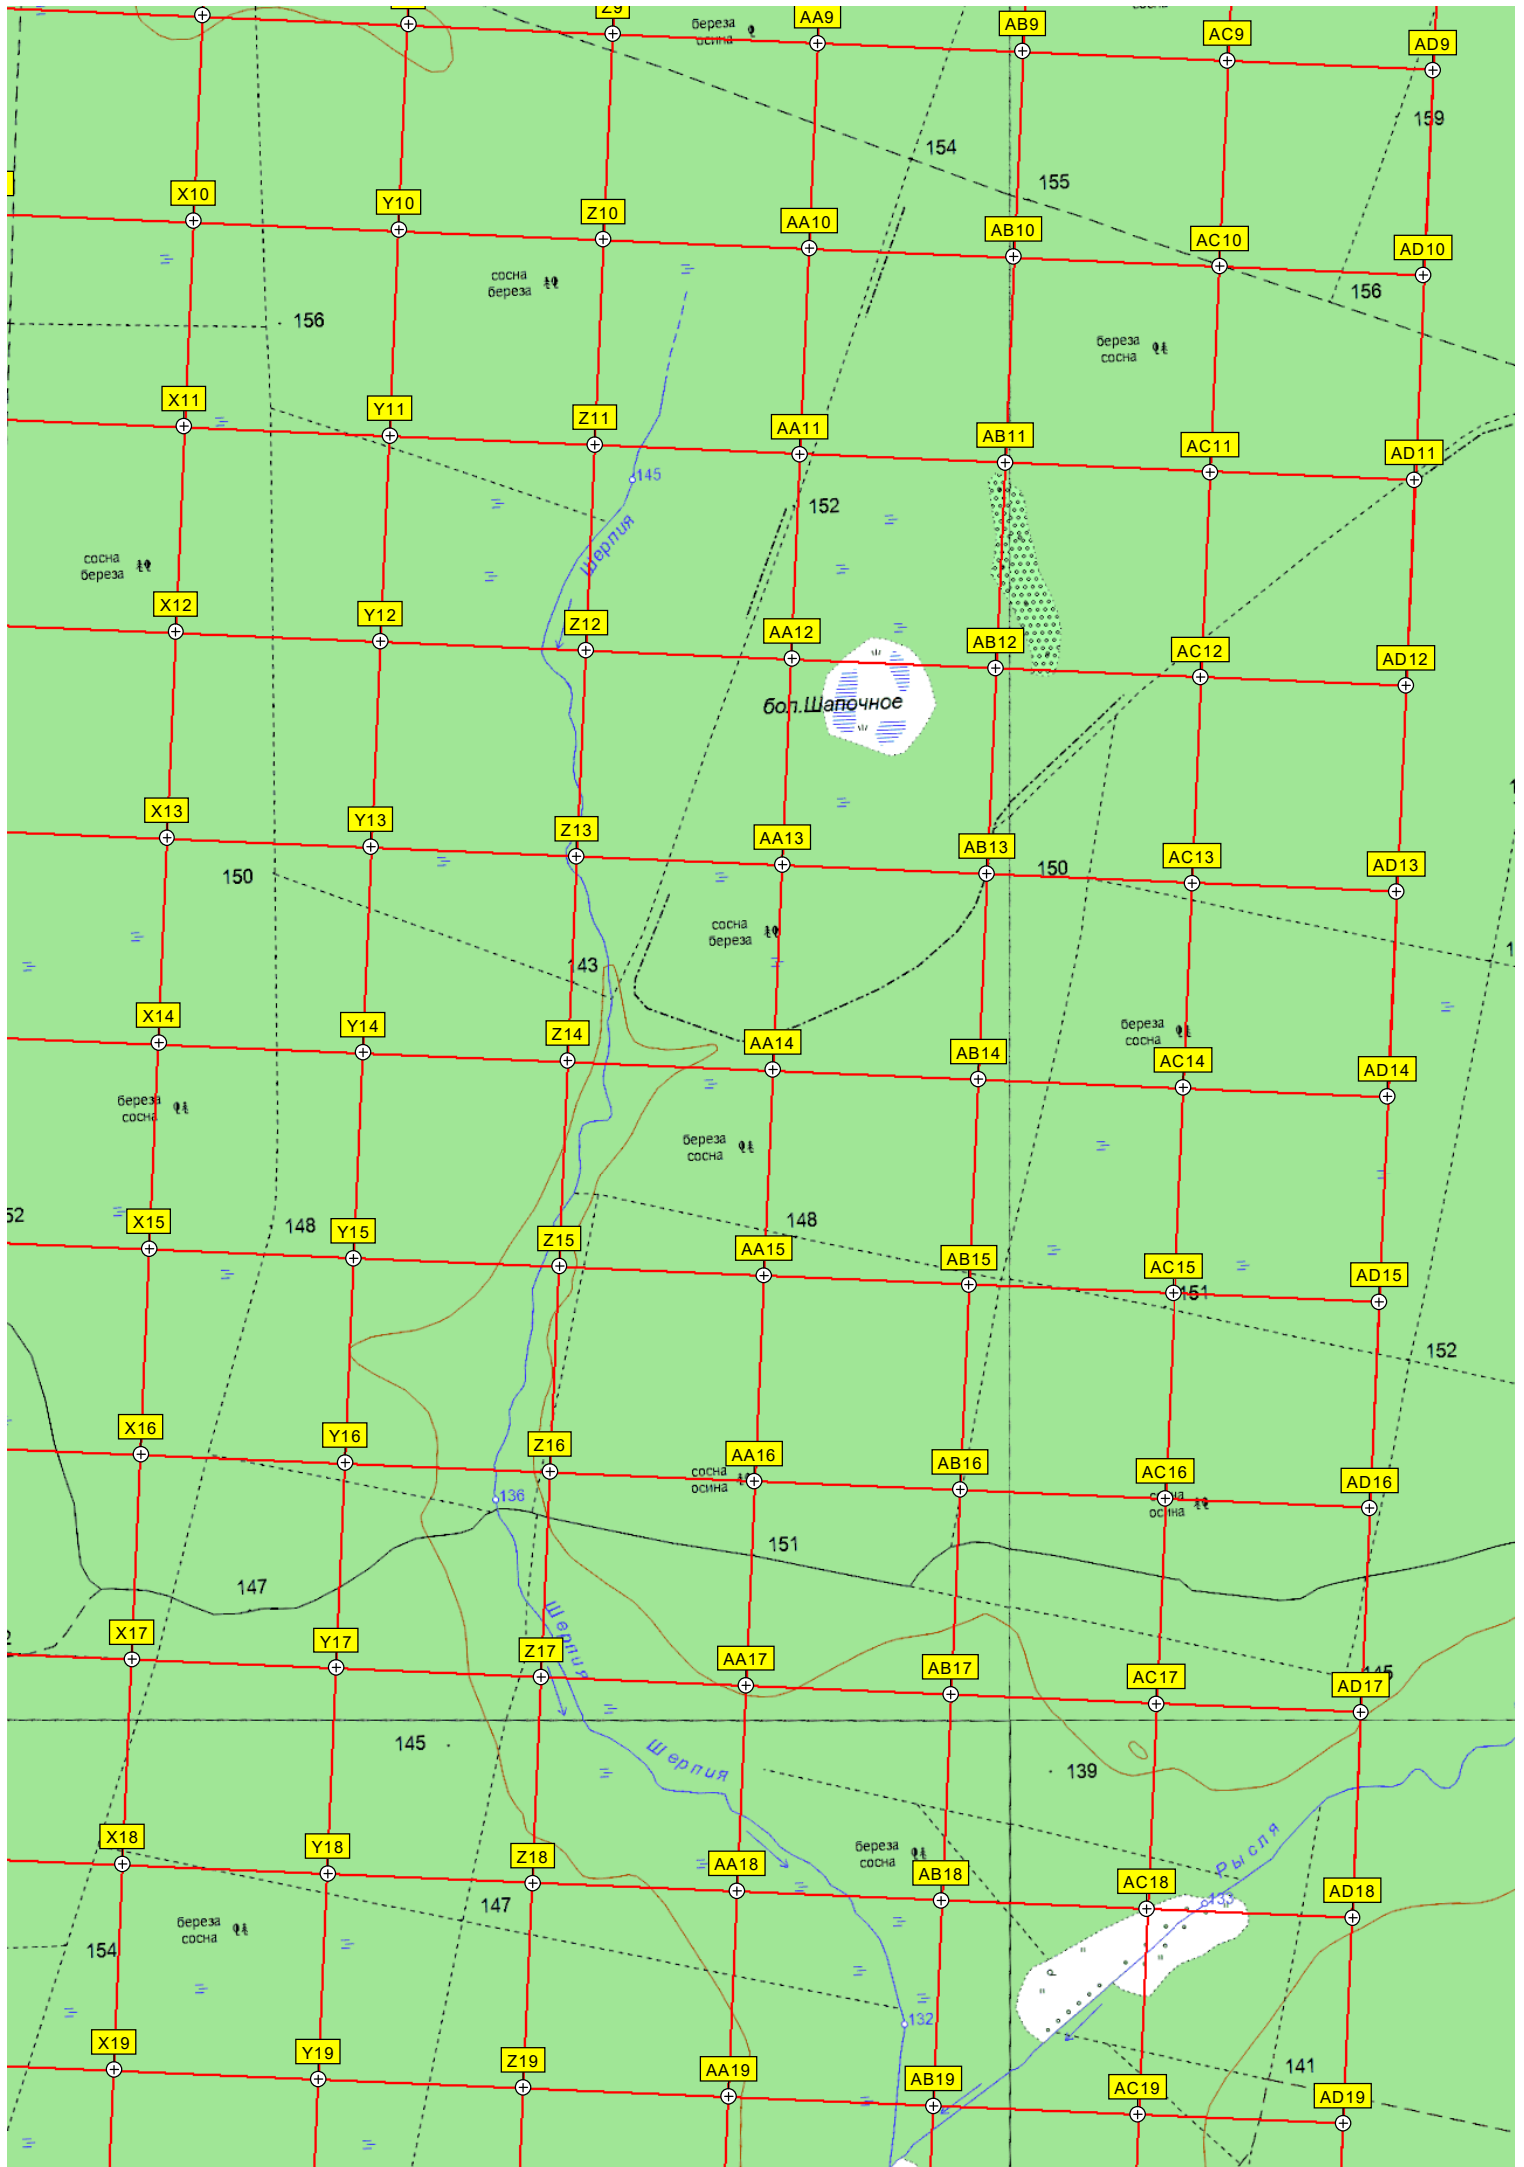 Z9
AA9
AB9
AC9
AD9
береза
осина
159
154
155
X10
Y10
Z10
AA10
AB10
AC10
AD10
сосна
береза
156
156
береза
сосна
X11
Y11
Z11
AA11
AB11
AC11
AD11
145
152
Шерпия
сосна
береза
X12
Y12
Z12
AA12
AB12
AC12
AD12
бол.Шапочное
X13
Y13
Z13
AA13
AB13
AC13
AD13
150
150
сосна
береза
143
X14
Y14
Z14
AA14
AB14
AC14
AD14
береза
сосна
береза
сосна
береза
сосна
52
148
148
X15
Y15
Z15
AA15
AB15
AC15
AD15
151
152
X16
Y16
Z16
AA16
AB16
AC16
AD16
сосна
осина
сосна
осина
136
151
147
Шерпия
X17
Y17
Z17
AA17
AB17
AC17
AD17
145
145
Шерпия
139
Рысля
береза
сосна
X18
Y18
Z18
AA18
AB18
AC18
AD18
133
147
береза
сосна
154
132
X19
Y19
Z19
AA19
AB19
AC19
AD19
141